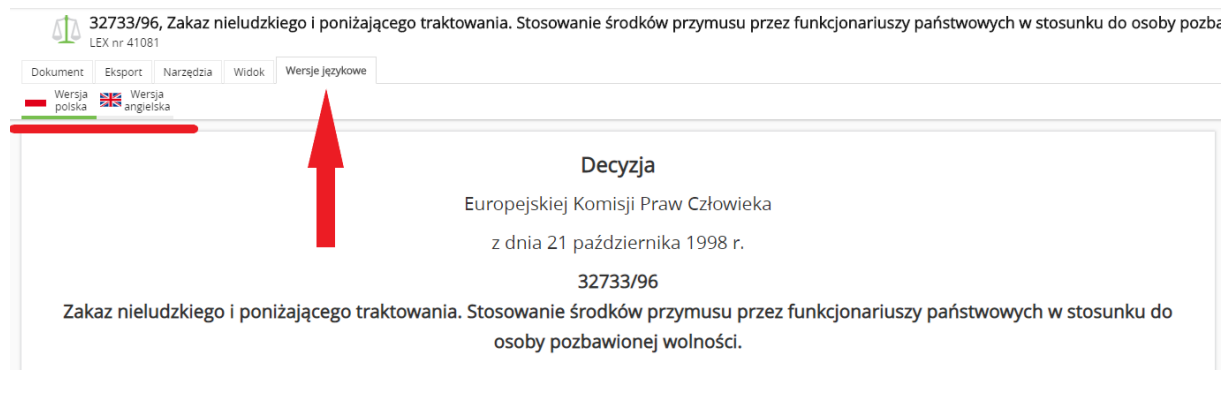 32733/96, Zakaz nieludzkiego i poniżającego traktowania. Stosowanie środków przymusu przez funkcjonariuszy państwowych w stosunku do osoby
LEX nr 41081
Dokument Eksport Narzędzia Widok Wersje językowe
Wersja polska Wersja angielska
Decyzja
Europejskiej Komisji Praw Człowieka
z dnia 21 października 1998 r.
32733/96
Zakaz nieludzkiego i poniżającego traktowania. Stosowanie środków przymusu przez funkcjonariuszy państwowych w stosunku do
osoby pozbawionej wolności.